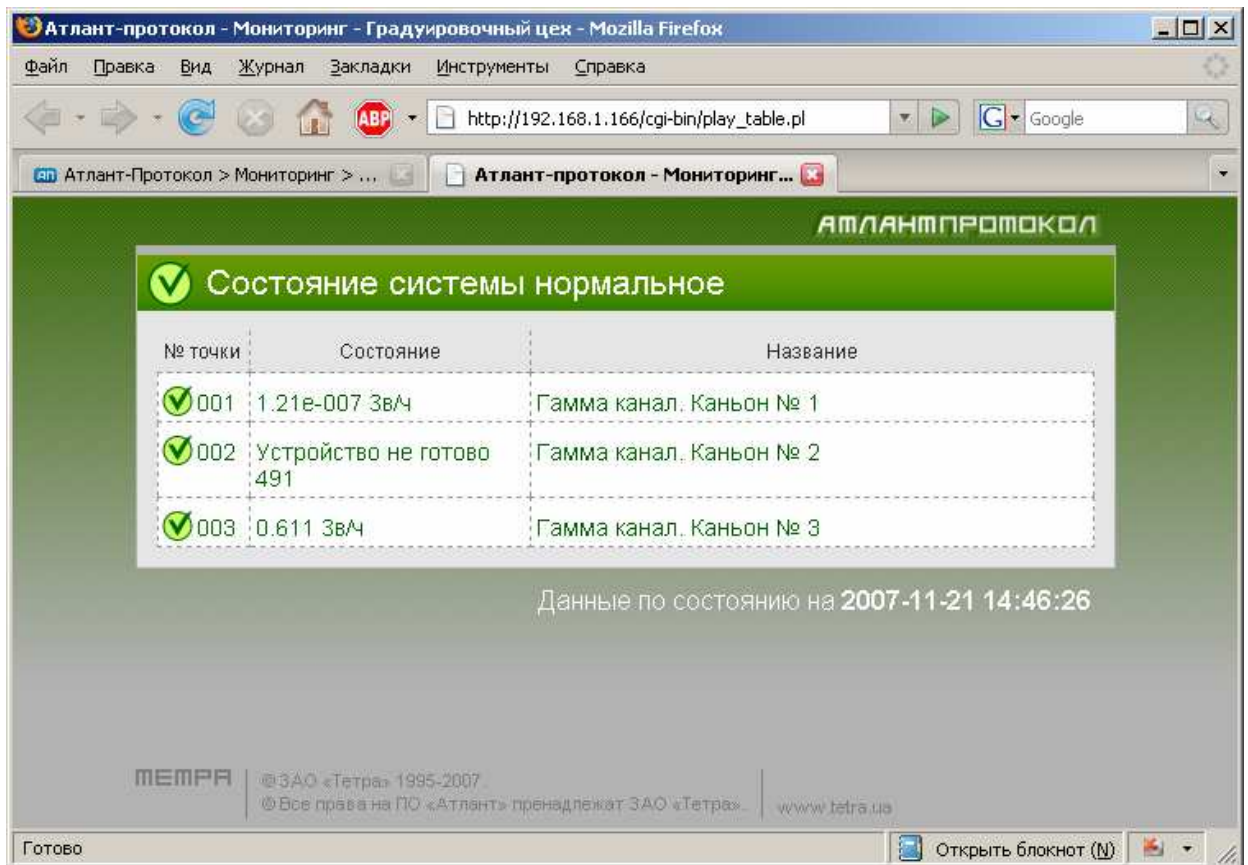 Атлант-протокол - Мониторинг - Градуировочный цех - Mozilla Firefox
Файл Правка Вид Журнал Закладки Инструменты Справка
ABP http://192.168.1.166/cgi-bin/play_table.pl G Google
ап Атлант-Протокол > Мониторинг > ... Атлант-протокол - Мониторинг...
АТЛАНТПРОТОКОЛ
Состояние системы нормальное
№ точки Состояние Название
001 1.21e-007 Зв/ч Гамма канал. Каньон № 1
002 Устройство не готово Гамма канал. Каньон № 2
491
003 0.611 Зв/ч Гамма канал. Каньон № 3
Данные по состоянию на 2007-11-21 14:46:26
ТЕТРА © ЗАО «Тетра» 1995-2007.
© Все права на ПО «Атлант» пренадлежат ЗАО «Тетра». www.tetra.ua
Готово Открыть блокнот (N)